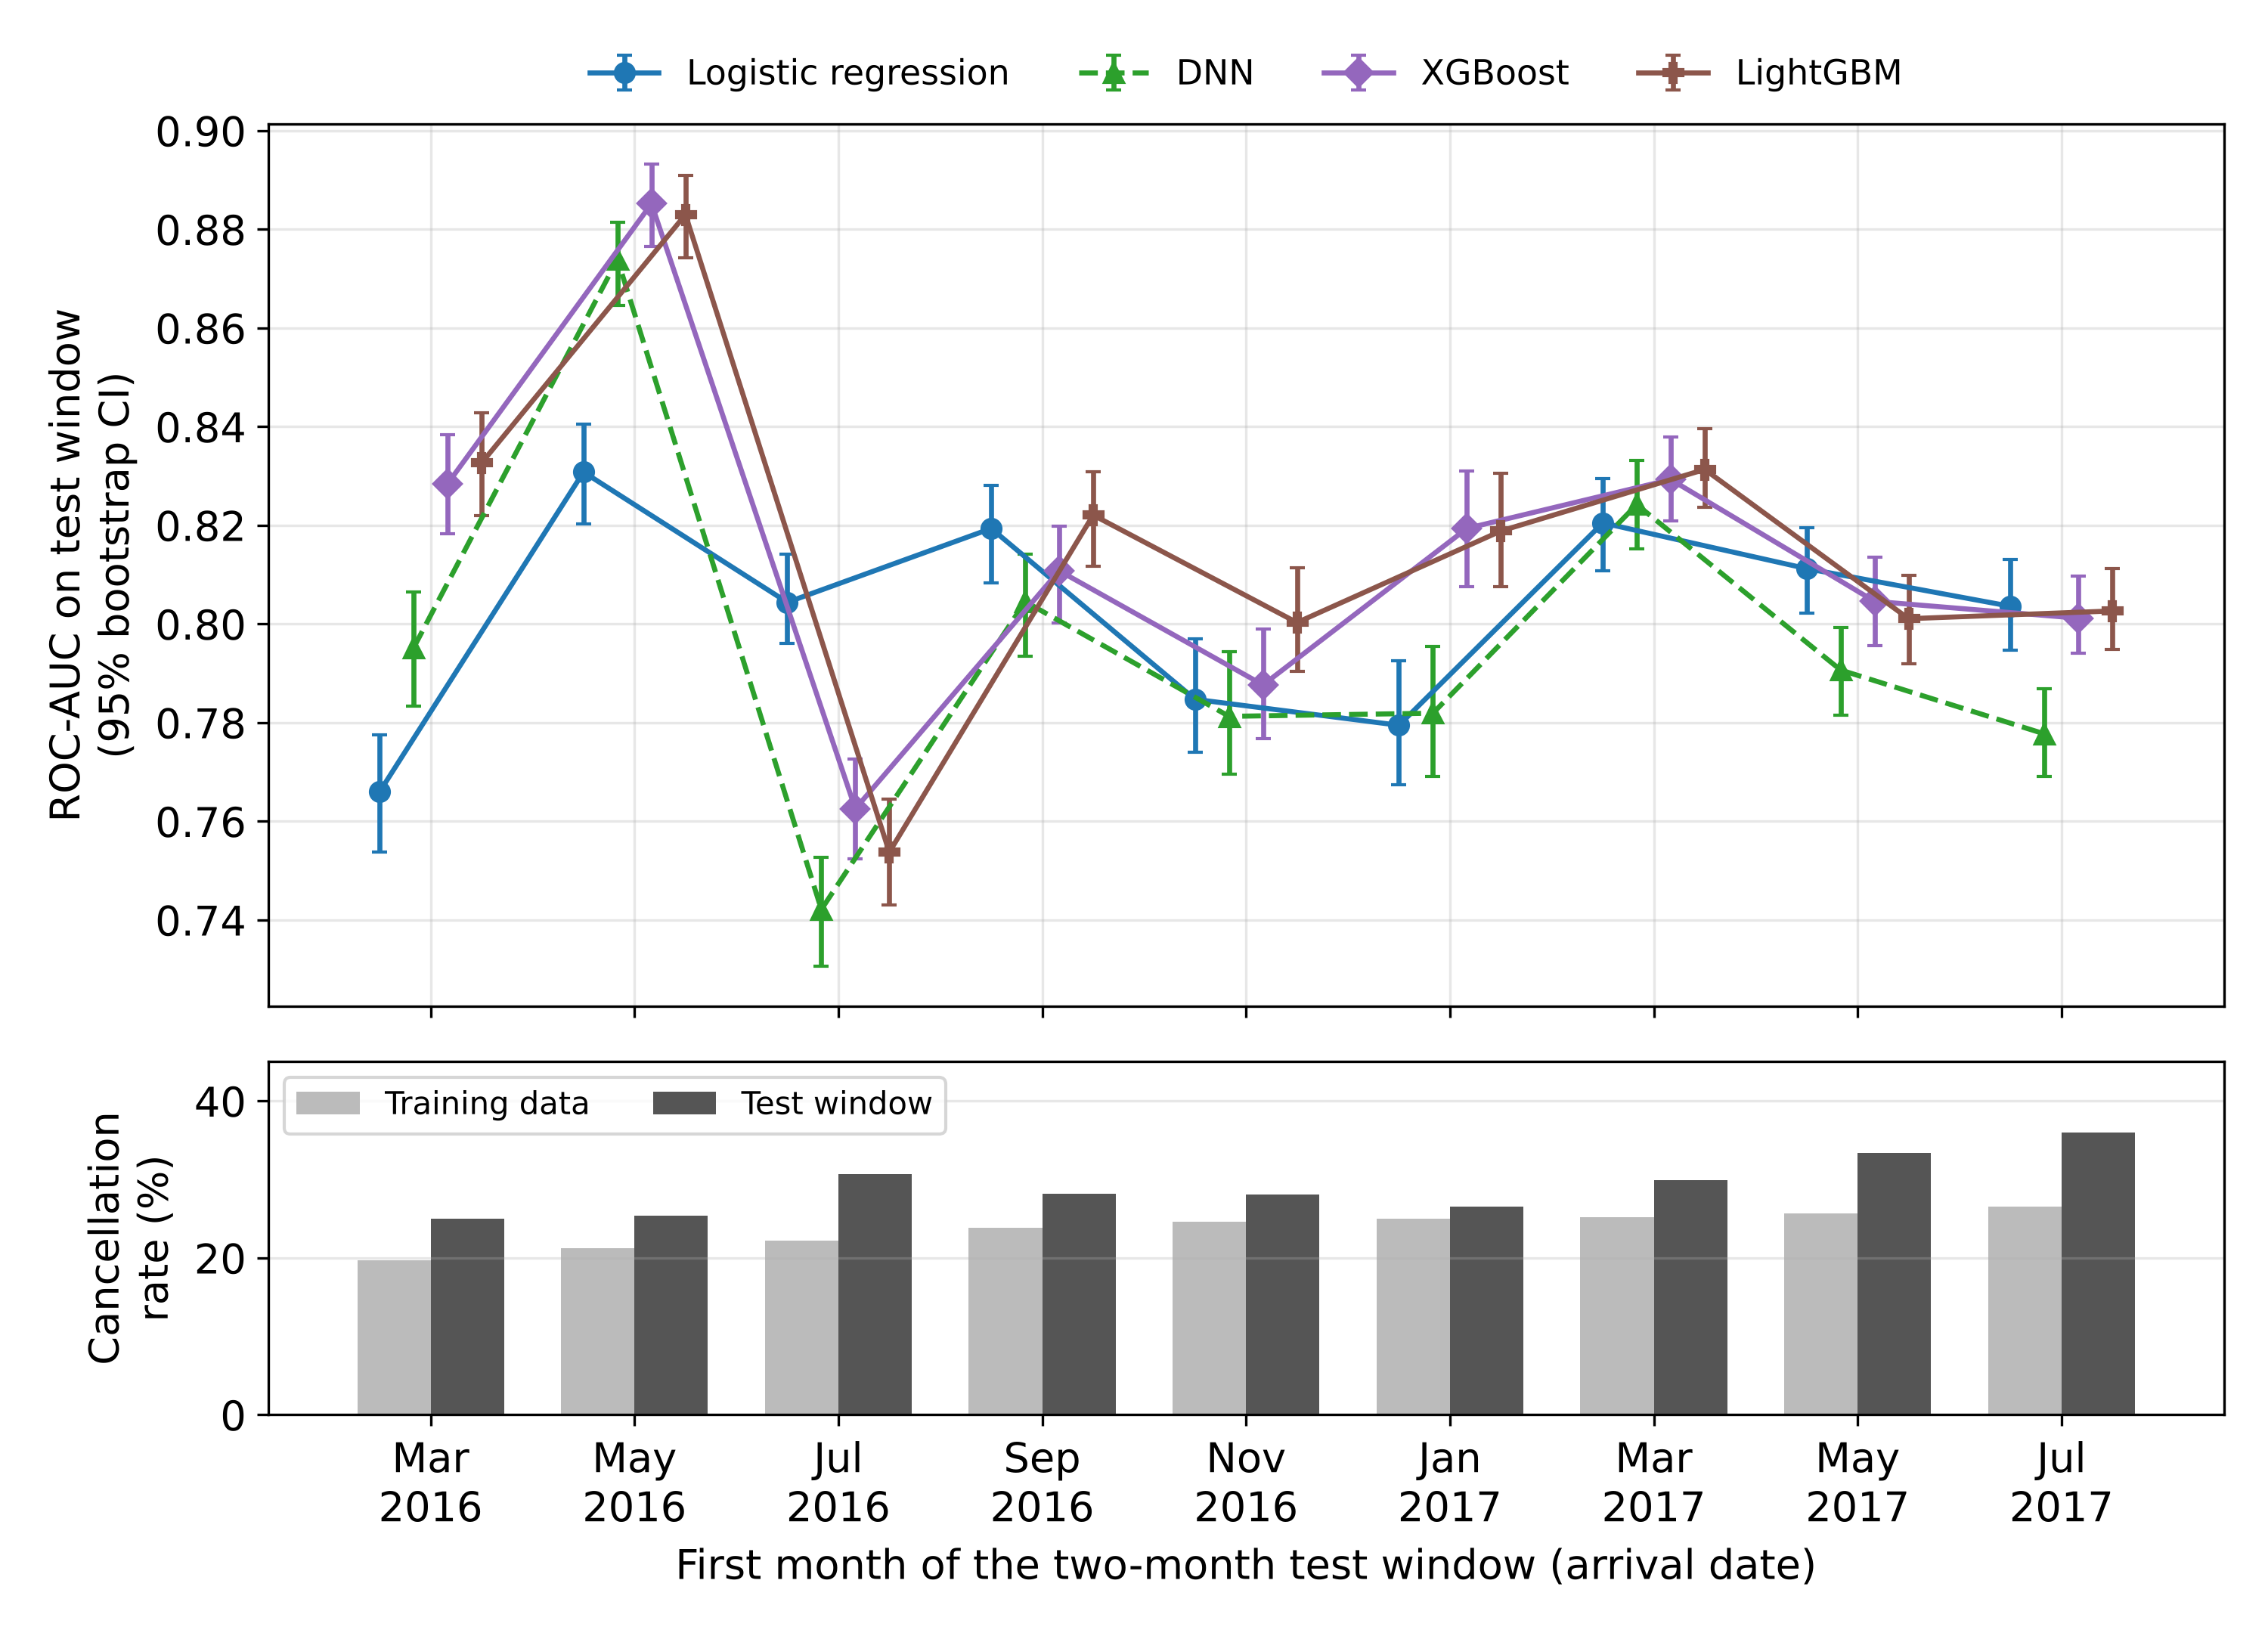 Logistic regression DNN XGBoost LightGBM
ROC-AUC on test window
(95% bootstrap CI)
0.90
0.88
0.86
0.84
0.82
0.80
0.78
0.76
0.74
Cancellation
rate (%)
40
20
0
Training data Test window
Mar May Jul Sep Nov Jan Mar May Jul
2016 2016 2016 2016 2016 2017 2017 2017 2017
First month of the two-month test window (arrival date)